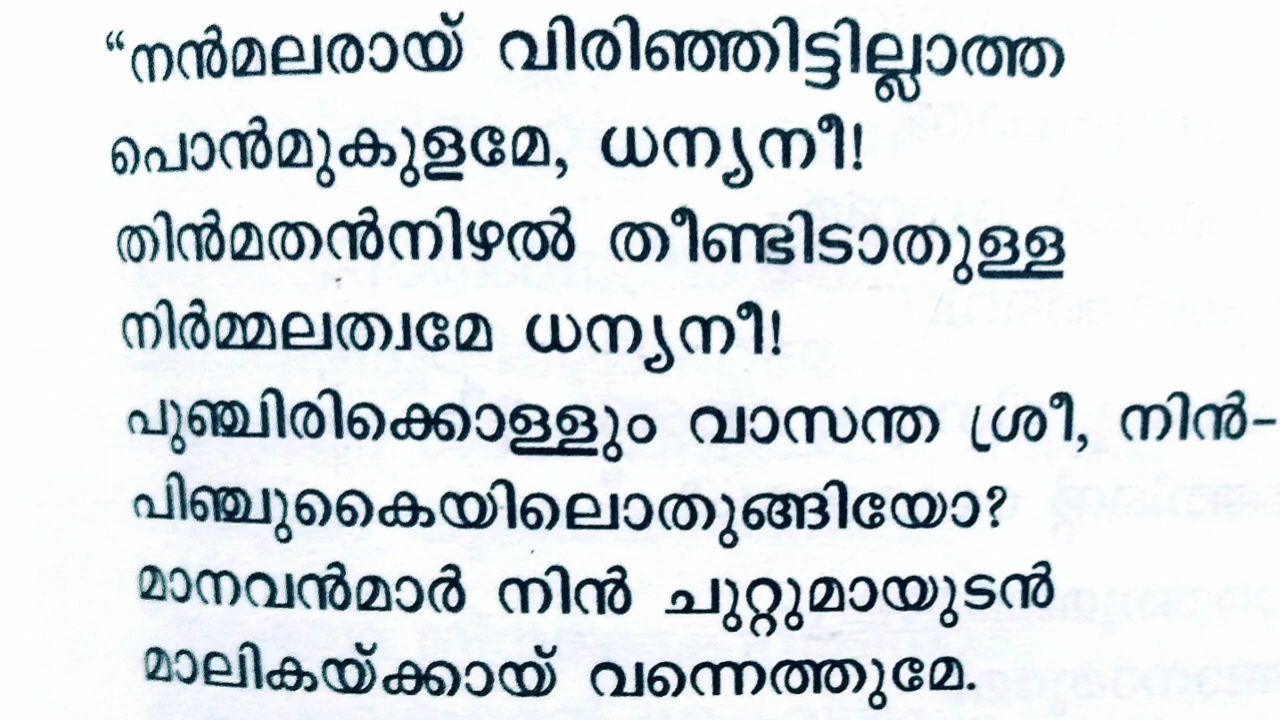 “നൻമലരായ് വിരിഞ്ഞിട്ടില്ലാത്ത
പൊൻമുകുളമേ, ധന്യനീ!
തിൻമതൻനിഴൽ തീണ്ടിടാതുള്ള
നിർമ്മലത്വമേ ധന്യനീ!
പുഞ്ചിരിക്കൊള്ളും വാസന്ത ശ്രീ, നിൻ-
പിഞ്ചുകൈയിലൊതുങ്ങിയോ?
മാനവൻമാർ നിൻ ചുറ്റുമായുടൻ
മാലികയ്ക്കായ് വന്നെത്തുമേ.